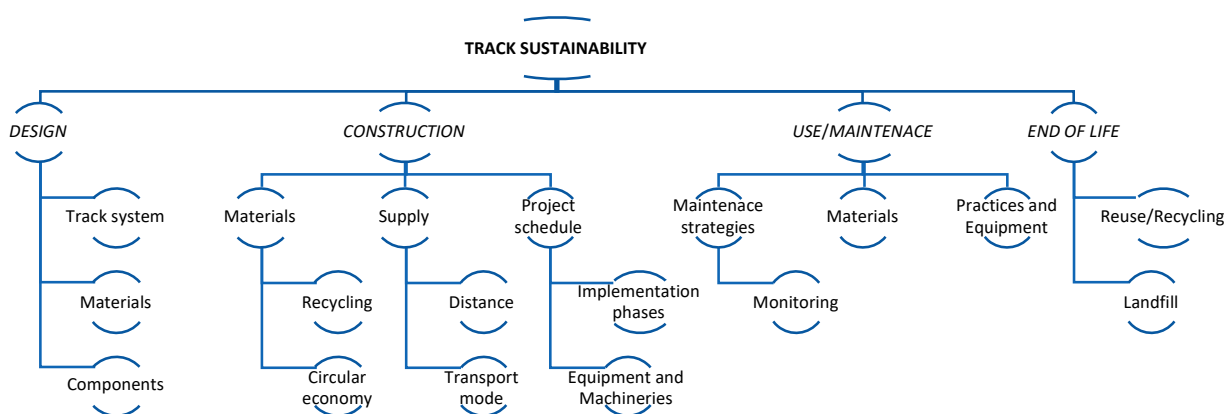 TRACK SUSTAINABILITY
DESIGN
CONSTRUCTION
USE/MAINTENACE
END OF LIFE
Track system
Materials
Components
Materials
Supply
Project
schedule
Recycling
Circular
economy
Distance
Transport
mode
Implementation
phases
Equipment and
Machineries
Maintenace
strategies
Materials
Practices and
Equipment
Monitoring
Reuse/Recycling
Landfill